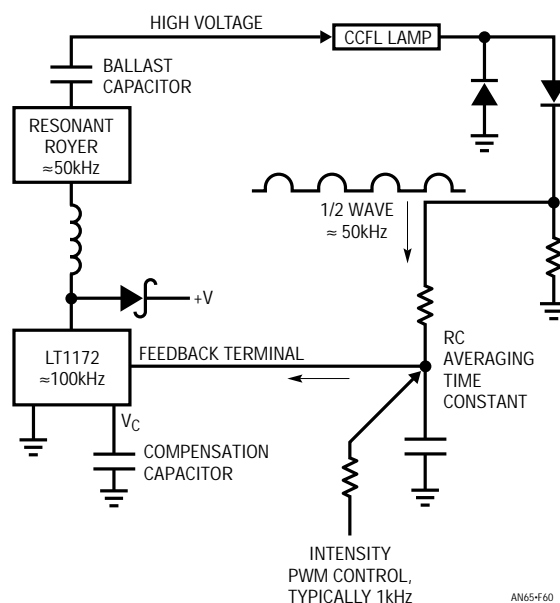 HIGH VOLTAGE
CCFL LAMP
BALLAST
CAPACITOR
RESONANT
ROYER
≈50kHz
1/2 WAVE
≈ 50kHz
+V
LT1172
≈100kHz
FEEDBACK TERMINAL
RC
AVERAGING
TIME
CONSTANT
VC
COMPENSATION
CAPACITOR
INTENSITY
PWM CONTROL,
TYPICALLY 1kHz
AN65•F60